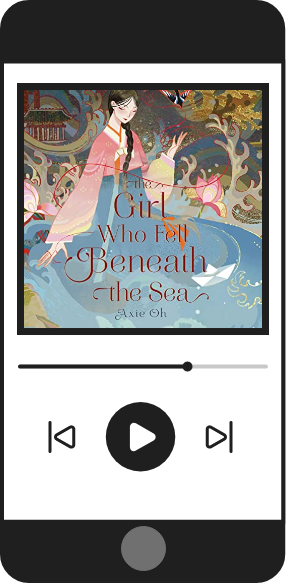 the
Girl
Who Fell
Beneath
the Sea
Axie Oh